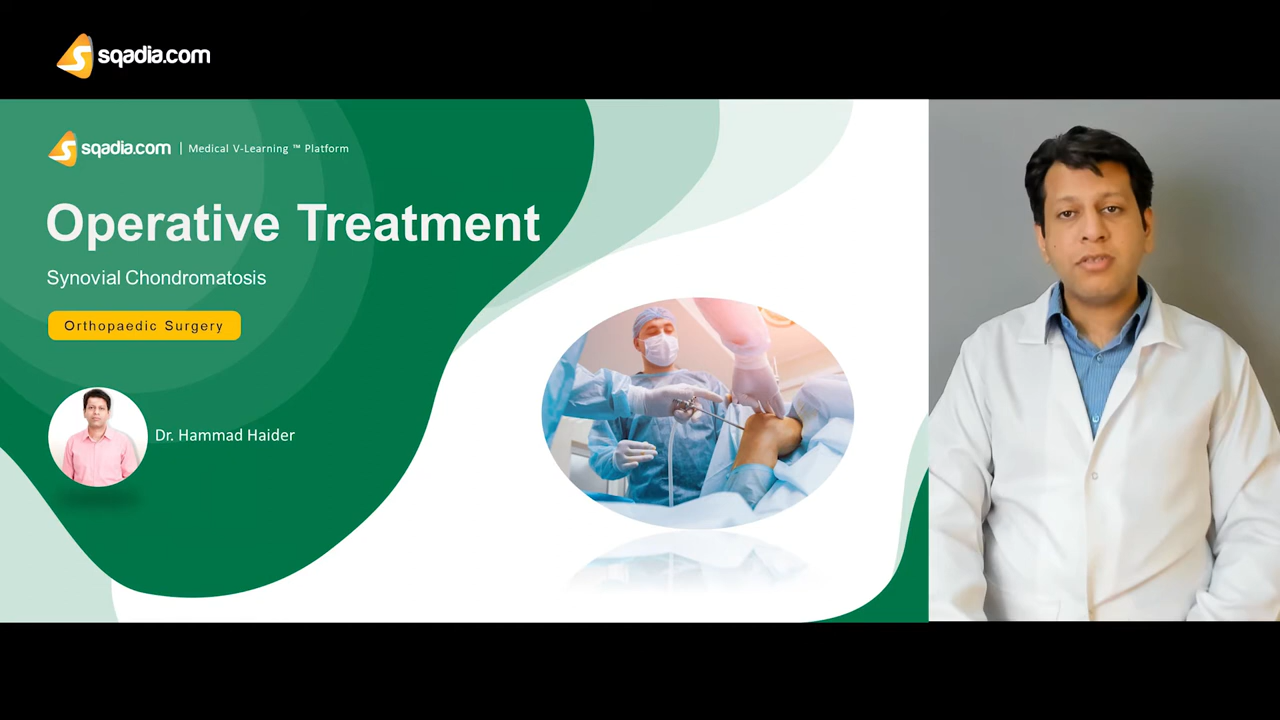 sqadia.com
sqadia.com | Medical V-Learning ™ Platform
Operative Treatment
Synovial Chondromatosis
Orthopaedic Surgery
Dr. Hammad Haider